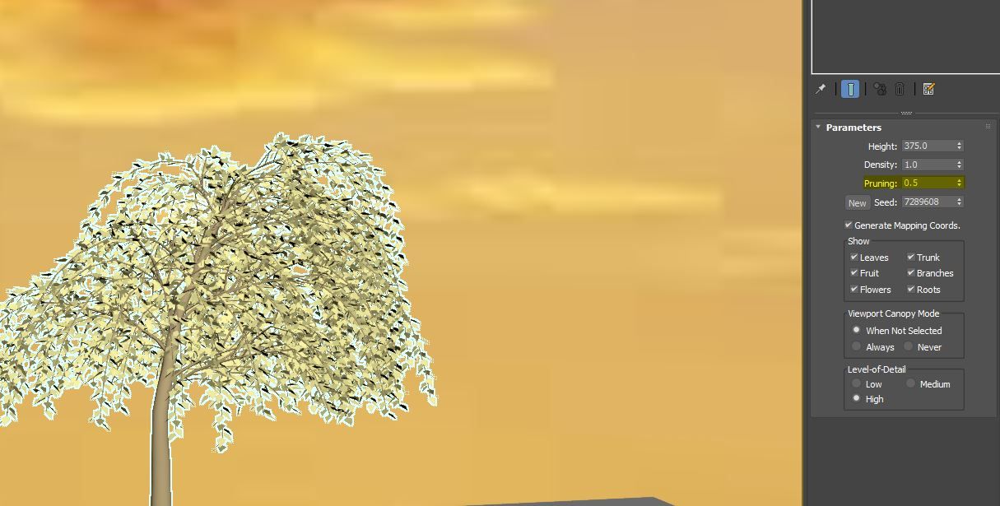 Parameters
Height: 375.0
Density: 1.0
Pruning: 0.5
New Seed: 7289608
Generate Mapping Coords.
Show
Leaves Trunk
Fruit Branches
Flowers Roots
Viewport Canopy Mode
When Not Selected
Always Never
Level-of-Detail
Low Medium
High